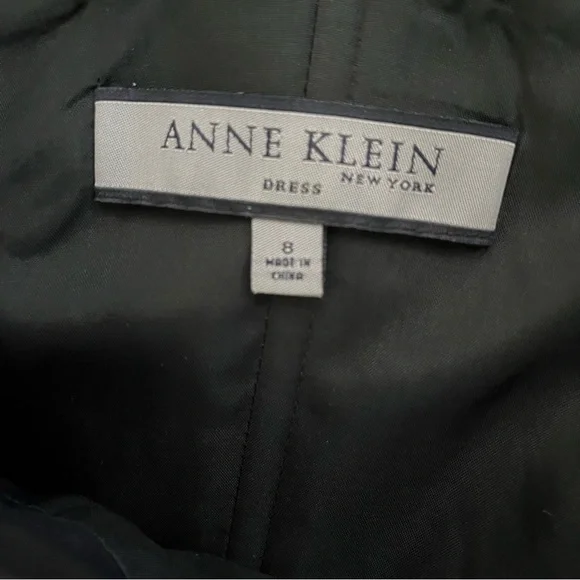 ANNE KLEIN
NEW YORK
DRESS
8
MADE IN
CHINA